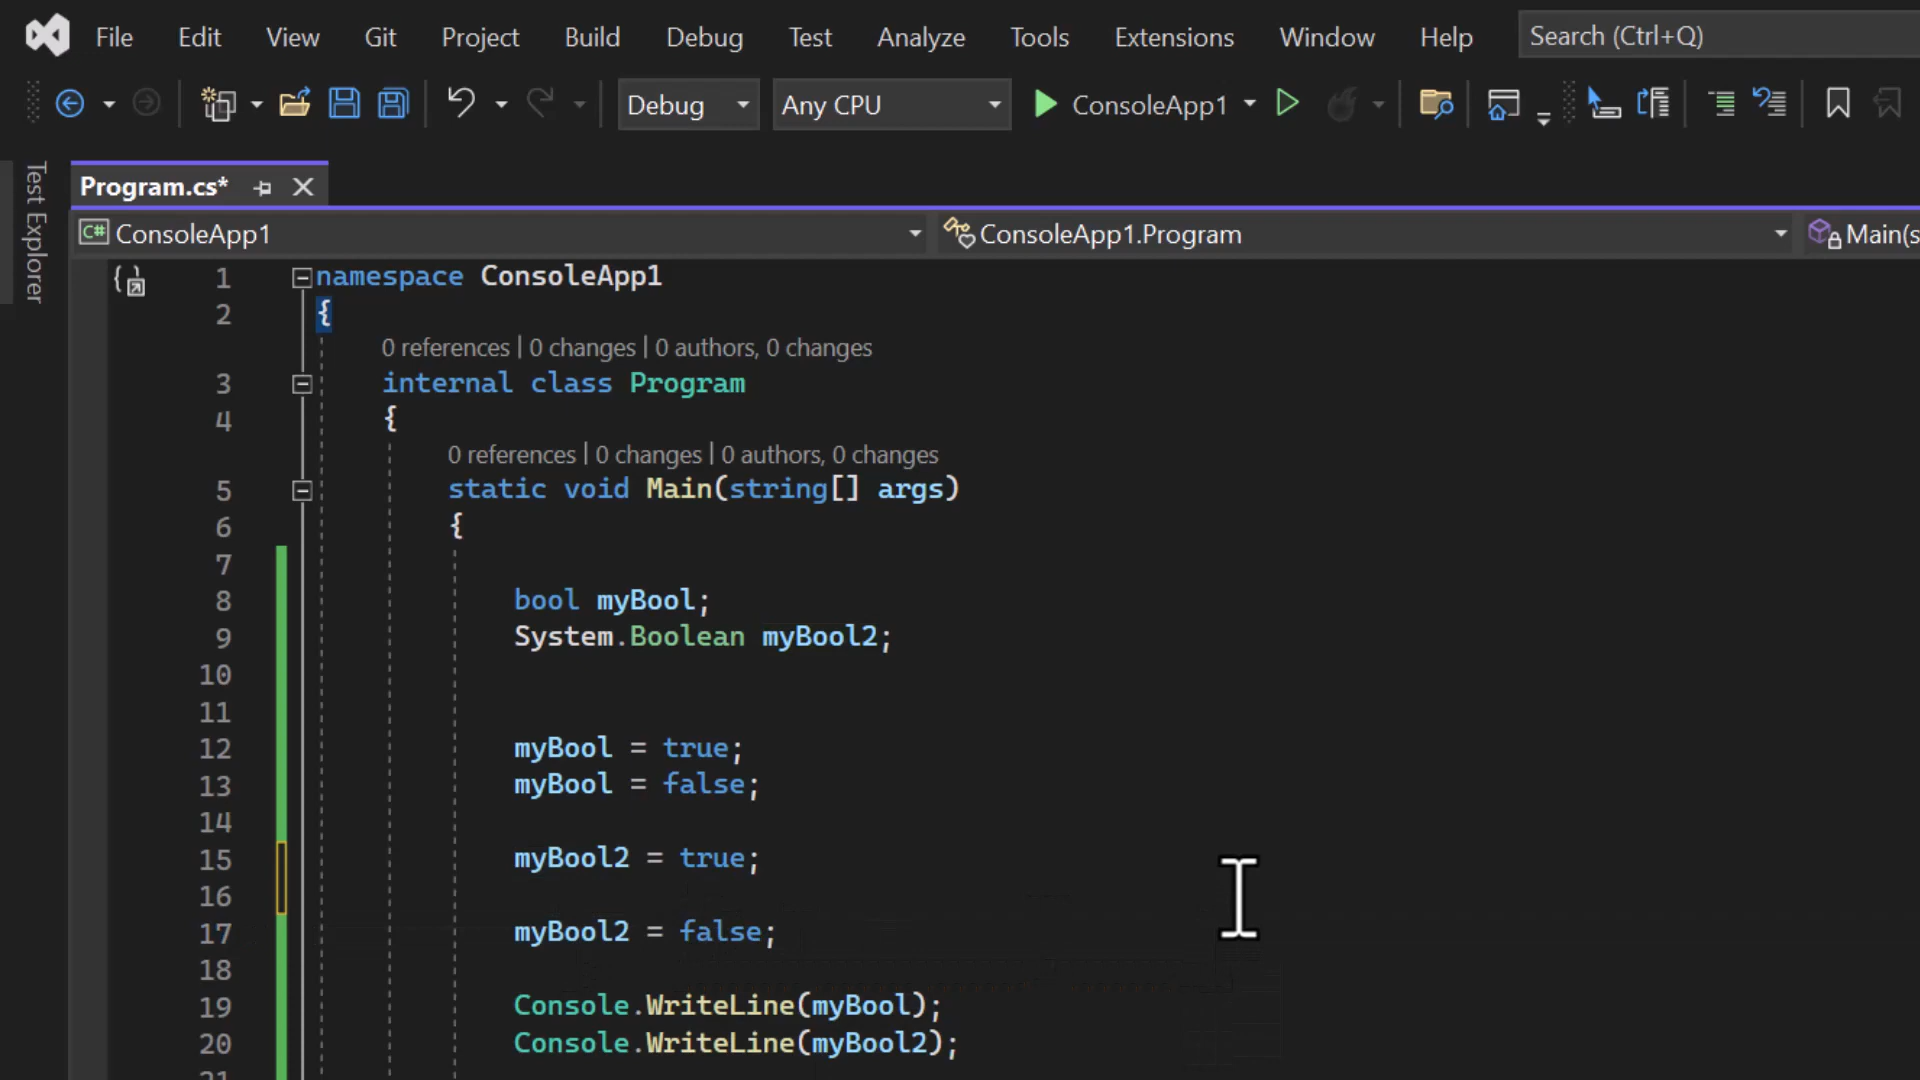 File Edit View Git Project Build Debug Test Analyze Tools Extensions Window Help Search (Ctrl+Q)
Debug Any CPU ConsoleApp1
Test Explorer
Program.cs*
C# ConsoleApp1 ConsoleApp1.Program Main(s
1 namespace ConsoleApp1
2 {
0 references | 0 changes | 0 authors, 0 changes
3 internal class Program
4 {
0 references | 0 changes | 0 authors, 0 changes
5 static void Main(string[] args)
6 {
7
8 bool myBool;
9 System.Boolean myBool2;
10
11
12 myBool = true;
13 myBool = false;
14
15 myBool2 = true;
16
17 myBool2 = false;
18
19 Console.WriteLine(myBool);
20 Console.WriteLine(myBool2);
21